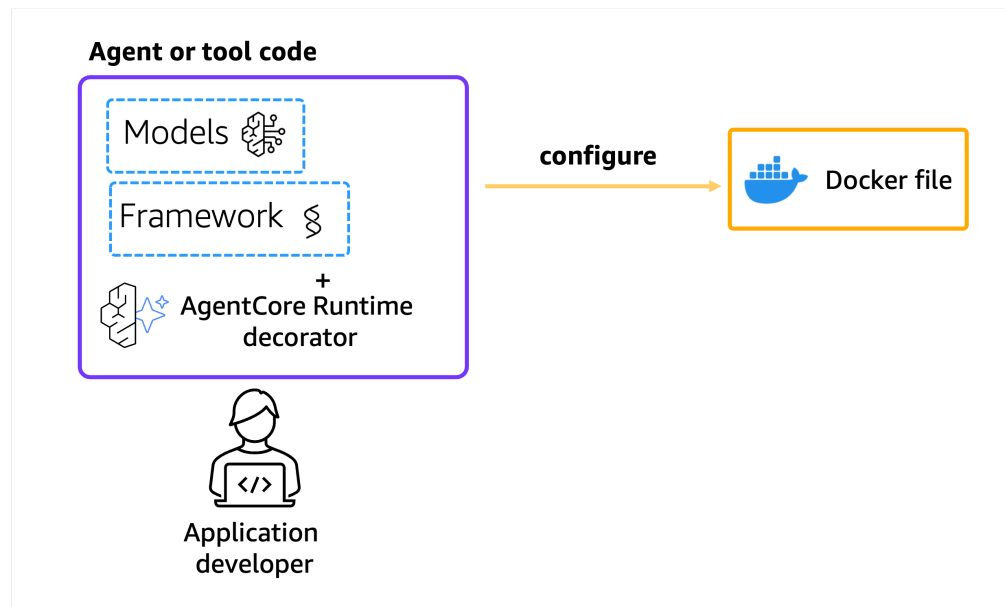 Agent or tool code
Models
Framework
+
AgentCore Runtime
decorator
configure
Docker file
</>
Application
developer